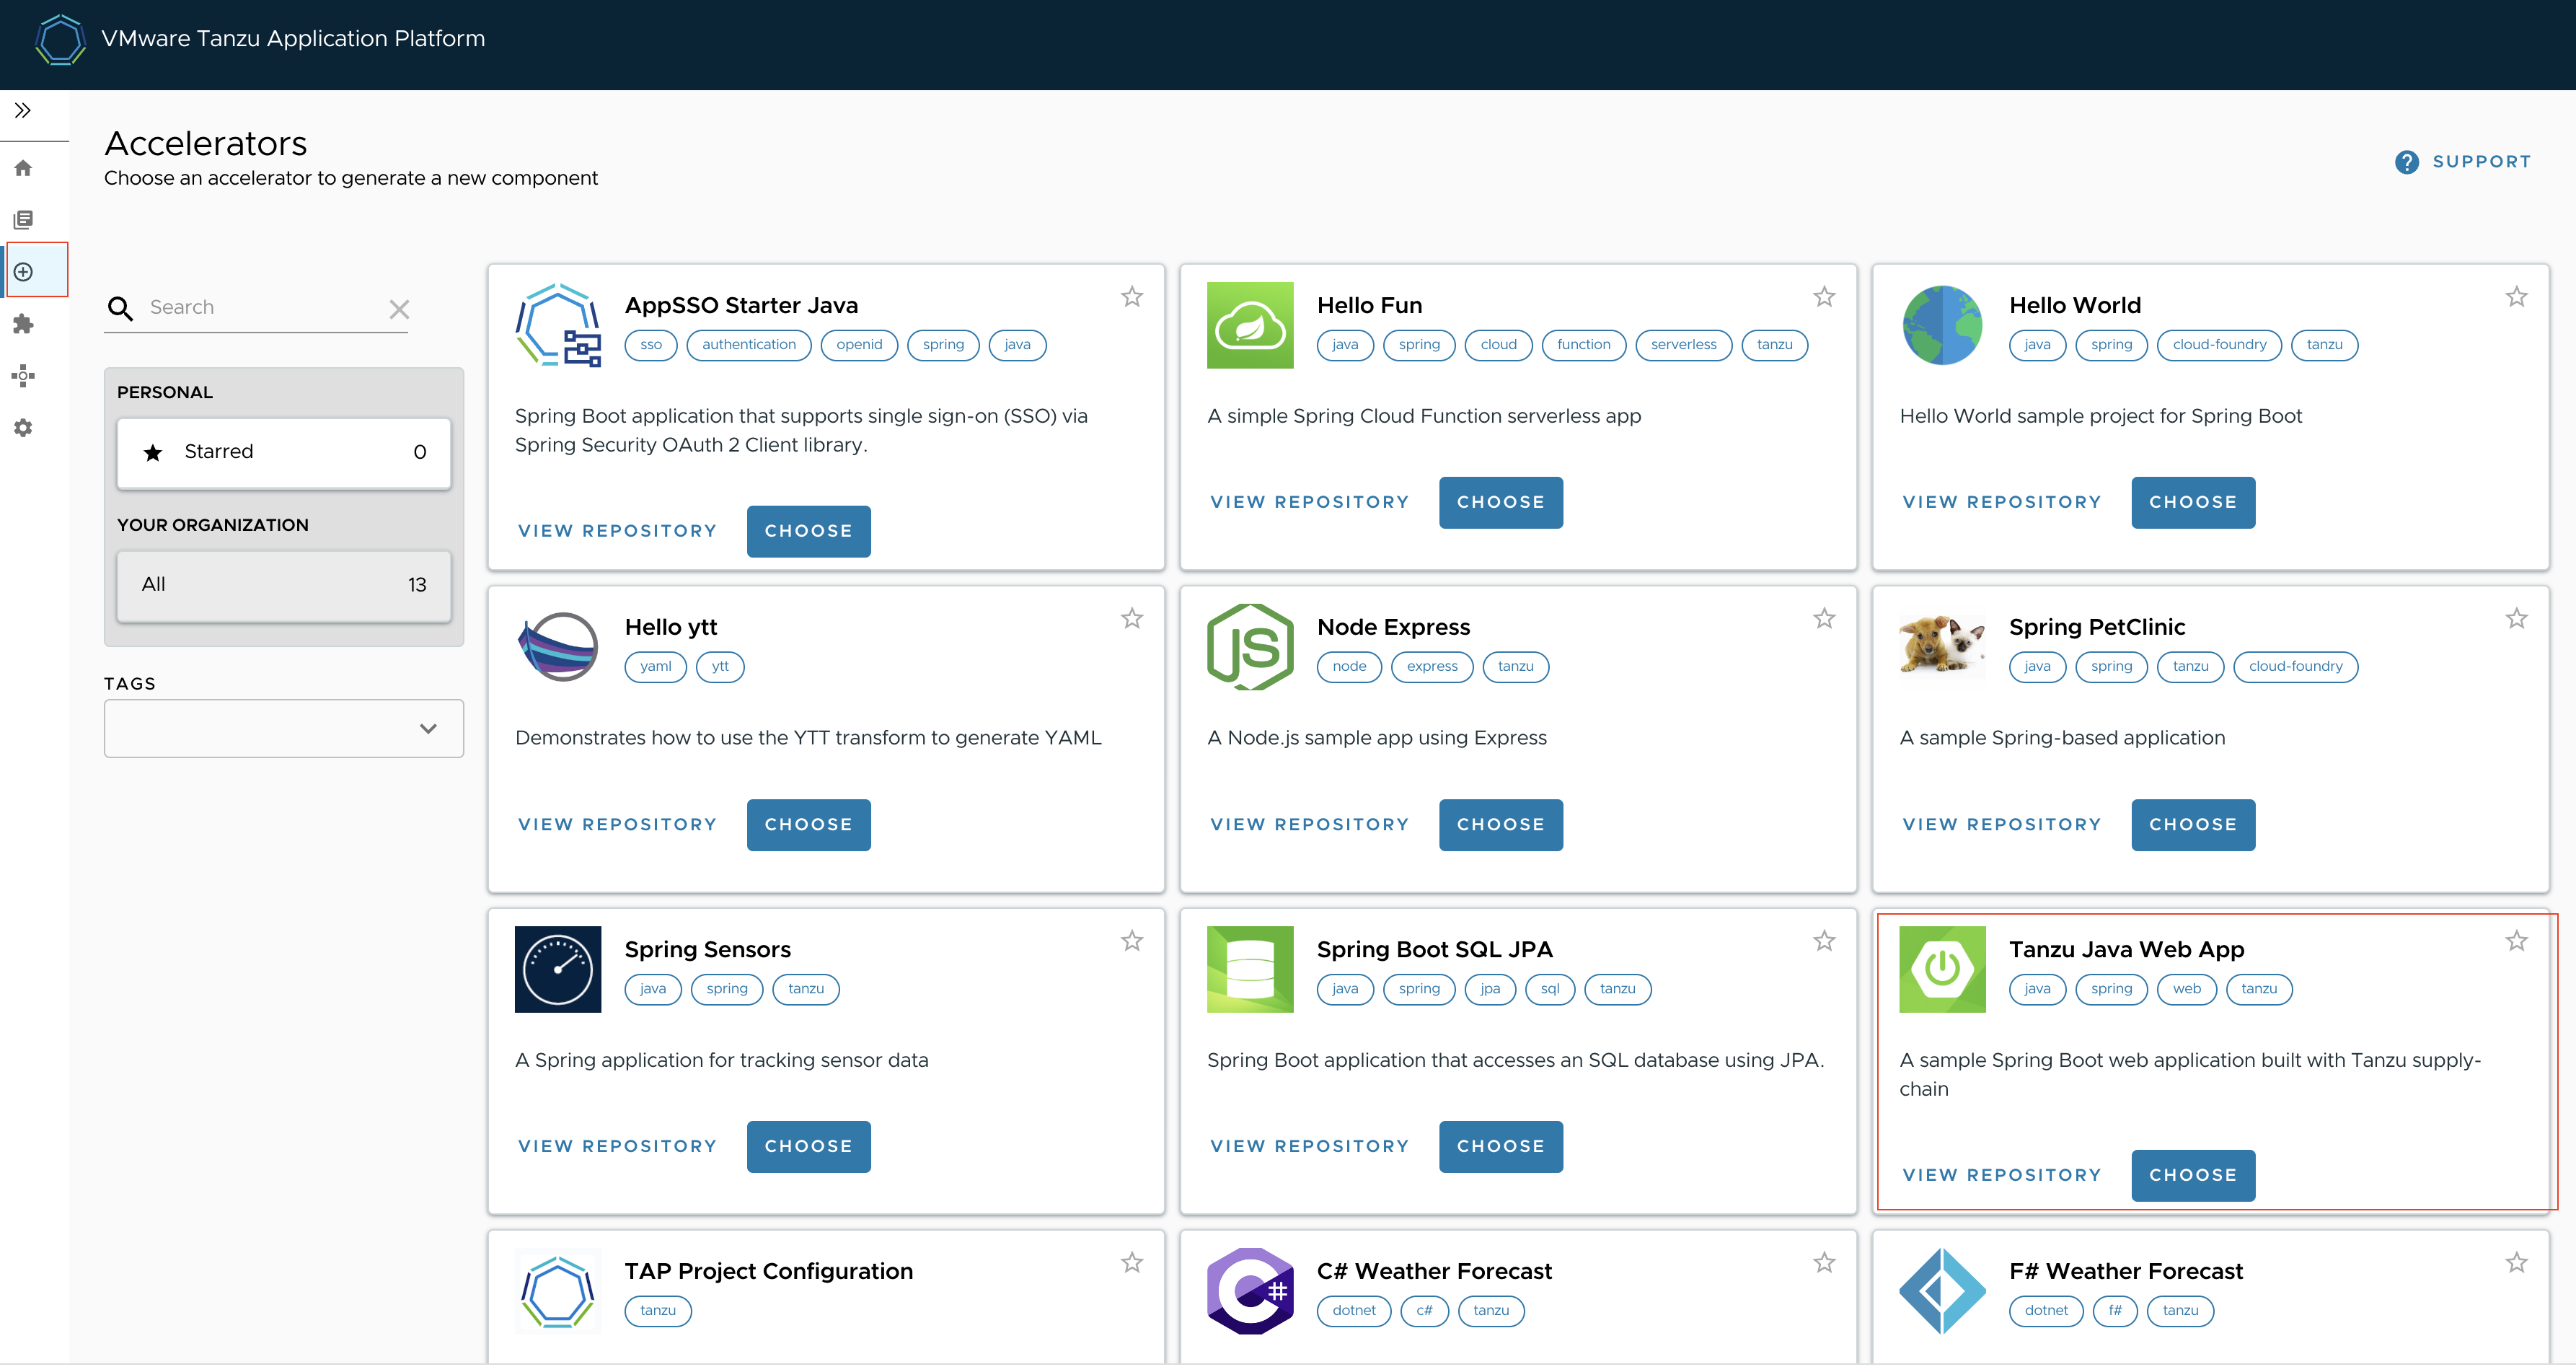 VMware Tanzu Application Platform
Accelerators
Choose an accelerator to generate a new component
SUPPORT
Search
PERSONAL
Starred 0
YOUR ORGANIZATION
All 13
TAGS
AppSSO Starter Java
sso authentication openid spring java
Spring Boot application that supports single sign-on (SSO) via
Spring Security OAuth 2 Client library.
VIEW REPOSITORY CHOOSE
Hello Fun
java spring cloud function serverless tanzu
A simple Spring Cloud Function serverless app
VIEW REPOSITORY CHOOSE
Hello World
java spring cloud-foundry tanzu
Hello World sample project for Spring Boot
VIEW REPOSITORY CHOOSE
Hello ytt
yaml ytt
Demonstrates how to use the YTT transform to generate YAML
VIEW REPOSITORY CHOOSE
JS
Node Express
node express tanzu
A Node.js sample app using Express
VIEW REPOSITORY CHOOSE
Spring PetClinic
java spring tanzu cloud-foundry
A sample Spring-based application
VIEW REPOSITORY CHOOSE
Spring Sensors
java spring tanzu
A Spring application for tracking sensor data
VIEW REPOSITORY CHOOSE
Spring Boot SQL JPA
java spring jpa sql tanzu
Spring Boot application that accesses an SQL database using JPA.
VIEW REPOSITORY CHOOSE
Tanzu Java Web App
java spring web tanzu
A sample Spring Boot web application built with Tanzu supply-
chain
VIEW REPOSITORY CHOOSE
TAP Project Configuration
tanzu
C#
C# Weather Forecast
dotnet c# tanzu
F# Weather Forecast
dotnet f# tanzu